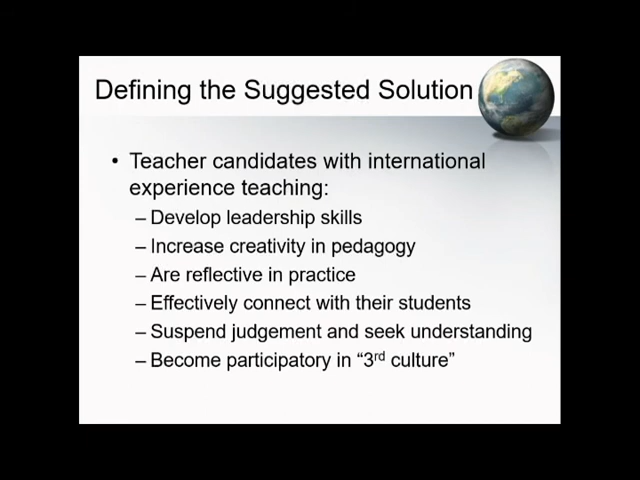 Defining the Suggested Solution
• Teacher candidates with international
experience teaching:
– Develop leadership skills
– Increase creativity in pedagogy
– Are reflective in practice
– Effectively connect with their students
– Suspend judgement and seek understanding
– Become participatory in “3rd culture”